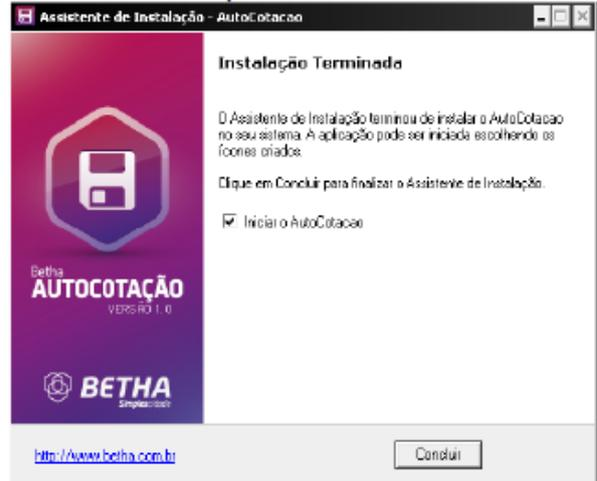 Assistente de Instalação - AutoCotacao
Instalação Terminada
O Assistente de Instalação terminou de instalar o AutoCotacao
no seu sistema. A aplicação pode ser iniciada escolhendo os
ícones criados.
Clique em Concluir para finalizar o Assistente de Instalação.
Iniciar o AutoCotacao
Betha
AUTOCOTAÇÃO
VERSÃO 1.0
BETHA
http://www.betha.com.br
Concluir